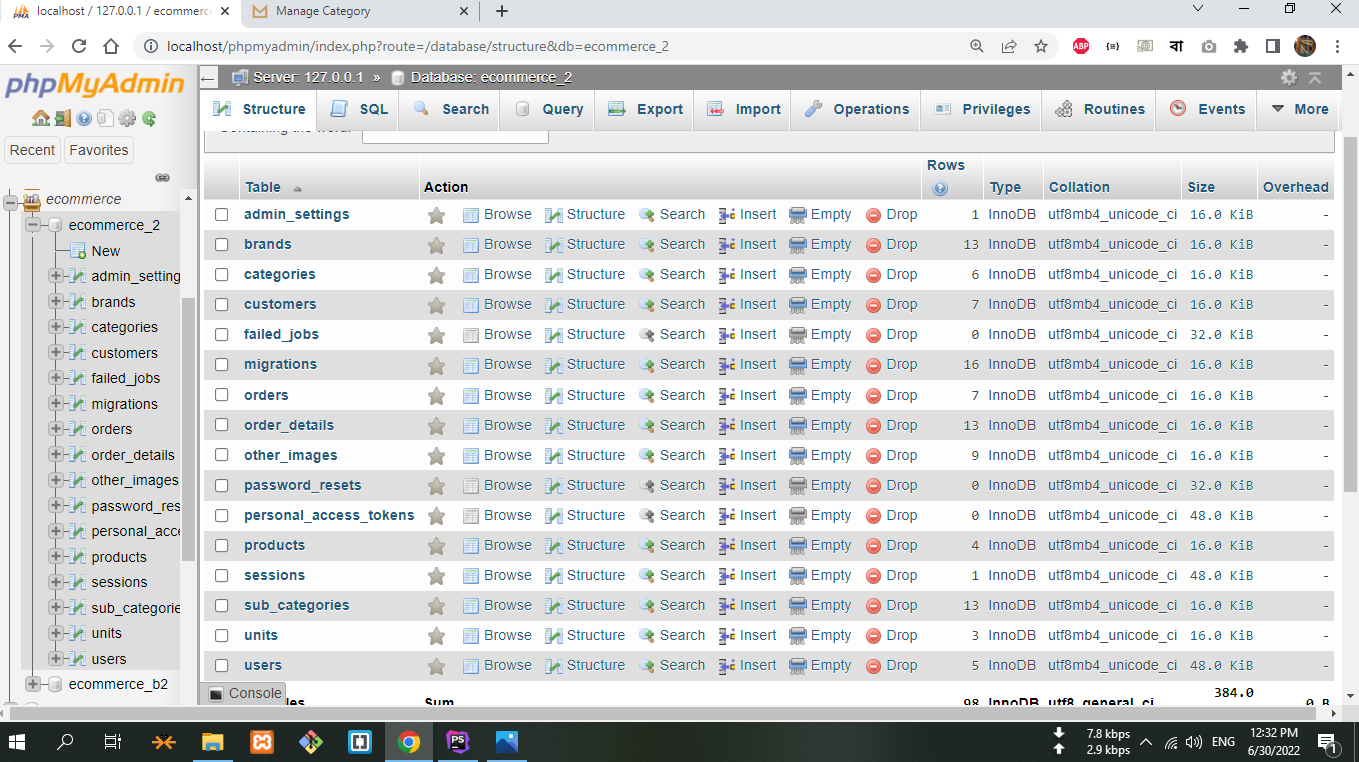 localhost / 127.0.0.1 / ecommerc
Manage Category
localhost/phpmyadmin/index.php?route=/database/structure&db=ecommerce_2
ABP
বা
phpMyAdmin
Recent Favorites
ecommerce
ecommerce_2
New
admin_setting
brands
categories
customers
failed_jobs
migrations
orders
order_details
other_images
password_res
personal_acce
products
sessions
sub_categorie
units
users
ecommerce_b2
Server: 127.0.0.1 » Database: ecommerce_2
Structure SQL Search Query Export Import Operations Privileges Routines Events More
Containing the word:
Table Action Rows Type Collation Size Overhead
admin_settings Browse Structure Search Insert Empty Drop 1 InnoDB utf8mb4_unicode_ci 16.0 KiB -
brands Browse Structure Search Insert Empty Drop 13 InnoDB utf8mb4_unicode_ci 16.0 KiB -
categories Browse Structure Search Insert Empty Drop 6 InnoDB utf8mb4_unicode_ci 16.0 KiB -
customers Browse Structure Search Insert Empty Drop 7 InnoDB utf8mb4_unicode_ci 16.0 KiB -
failed_jobs Browse Structure Search Insert Empty Drop 0 InnoDB utf8mb4_unicode_ci 32.0 KiB -
migrations Browse Structure Search Insert Empty Drop 16 InnoDB utf8mb4_unicode_ci 16.0 KiB -
orders Browse Structure Search Insert Empty Drop 7 InnoDB utf8mb4_unicode_ci 16.0 KiB -
order_details Browse Structure Search Insert Empty Drop 13 InnoDB utf8mb4_unicode_ci 16.0 KiB -
other_images Browse Structure Search Insert Empty Drop 9 InnoDB utf8mb4_unicode_ci 16.0 KiB -
password_resets Browse Structure Search Insert Empty Drop 0 InnoDB utf8mb4_unicode_ci 32.0 KiB -
personal_access_tokens Browse Structure Search Insert Empty Drop 0 InnoDB utf8mb4_unicode_ci 48.0 KiB -
products Browse Structure Search Insert Empty Drop 4 InnoDB utf8mb4_unicode_ci 16.0 KiB -
sessions Browse Structure Search Insert Empty Drop 1 InnoDB utf8mb4_unicode_ci 48.0 KiB -
sub_categories Browse Structure Search Insert Empty Drop 13 InnoDB utf8mb4_unicode_ci 16.0 KiB -
units Browse Structure Search Insert Empty Drop 3 InnoDB utf8mb4_unicode_ci 16.0 KiB -
users Browse Structure Search Insert Empty Drop 5 InnoDB utf8mb4_unicode_ci 48.0 KiB -
Console
les Sum 98 InnoDB utf8_general_ci 384.0 0 B
7.8 kbps
2.9 kbps
ENG
12:32 PM
6/30/2022
1